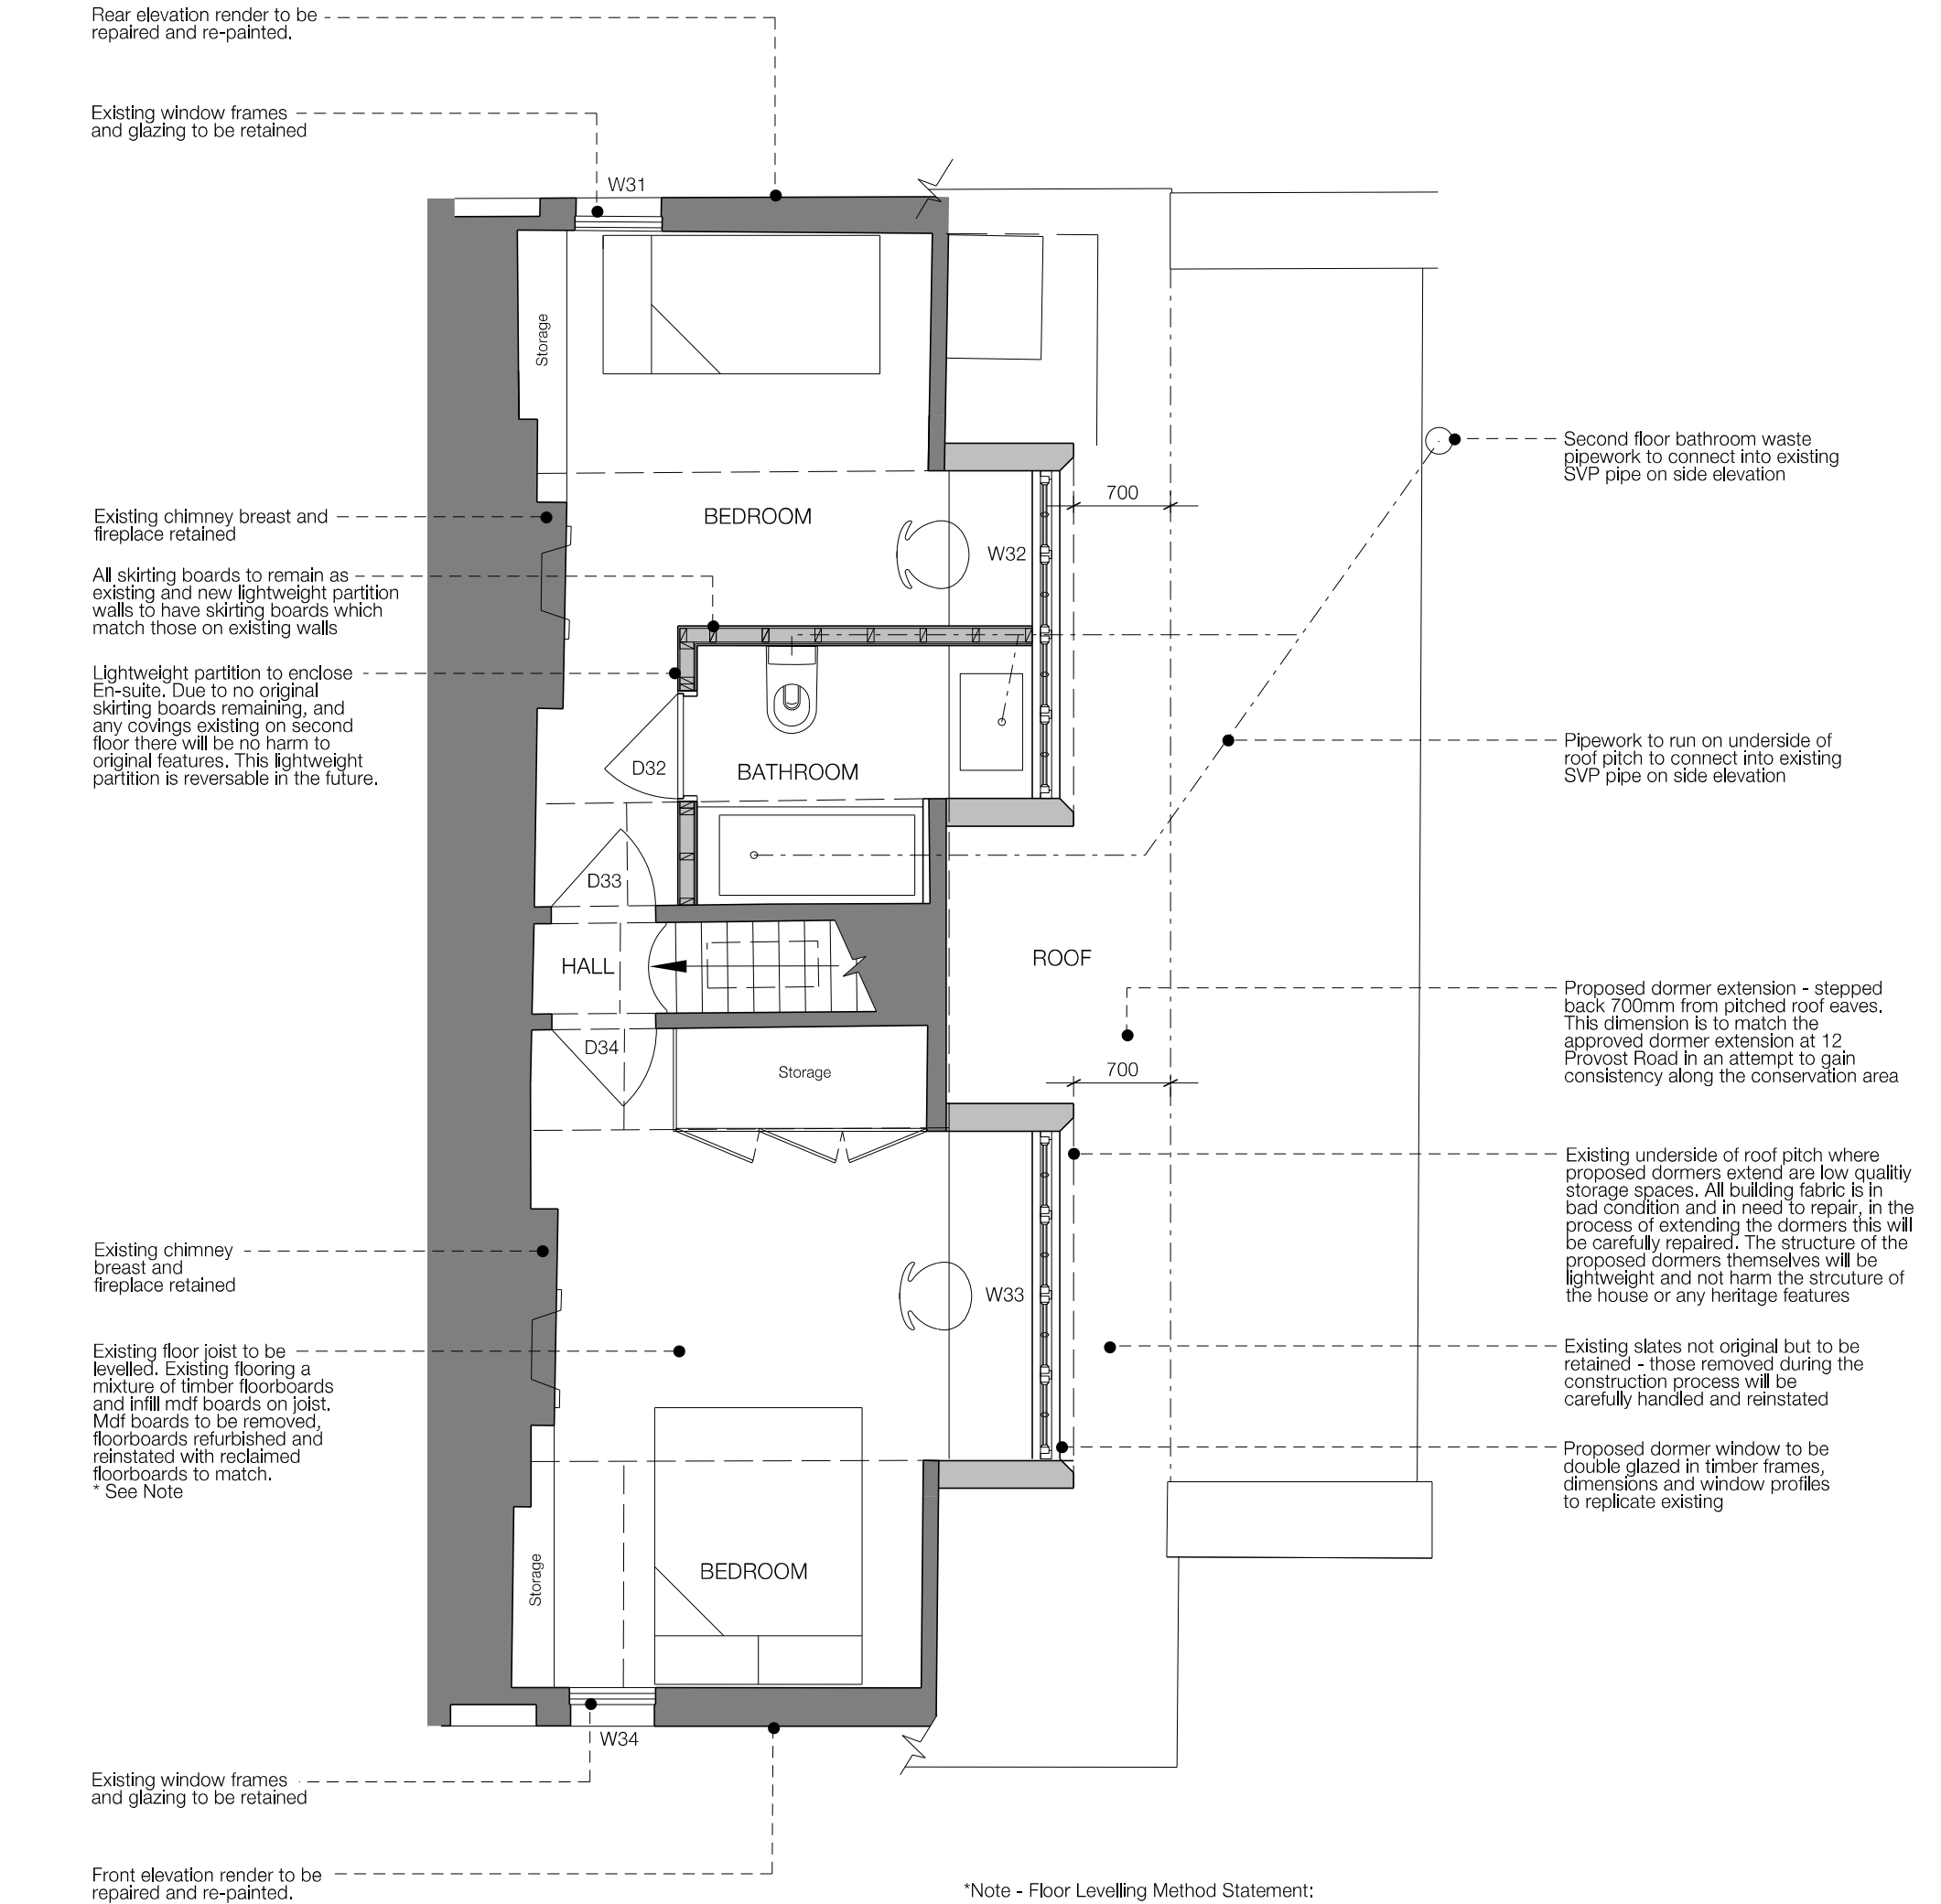 Rear elevation render to be
repaired and re-painted.
Existing window frames
and glazing to be retained
W31
Storage
Second floor bathroom waste
pipework to connect into existing
SVP pipe on side elevation
700
Existing chimney breast and
fireplace retained
BEDROOM
W32
All skirting boards to remain as
existing and new lightweight partition
walls to have skirting boards which
match those on existing walls
Lightweight partition to enclose
En-suite. Due to no original
skirting boards remaining, and
any covings existing on second
floor there will be no harm to
original features. This lightweight
partition is reversable in the future.
D32
BATHROOM
Pipework to run on underside of
roof pitch to connect into existing
SVP pipe on side elevation
D33
HALL
ROOF
D34
Storage
700
Proposed dormer extension - stepped
back 700mm from pitched roof eaves.
This dimension is to match the
approved dormer extension at 12
Provost Road in an attempt to gain
consistency along the conservation area
Existing underside of roof pitch where
proposed dormers extend are low qualitiy
storage spaces. All building fabric is in
bad condition and in need to repair, in the
process of extending the dormers this will
be carefully repaired. The structure of the
proposed dormers themselves will be
lightweight and not harm the strcuture of
the house or any heritage features
Existing chimney
breast and
fireplace retained
W33
Existing floor joist to be
levelled. Existing flooring a
mixture of timber floorboards
and infill mdf boards on joist.
Mdf boards to be removed,
floorboards refurbished and
reinstated with reclaimed
floorboards to match.
* See Note
Existing slates not original but to be
retained - those removed during the
construction process will be
carefully handled and reinstated
Proposed dormer window to be
double glazed in timber frames,
dimensions and window profiles
to replicate existing
Storage
BEDROOM
W34
Existing window frames
and glazing to be retained
Front elevation render to be
repaired and re-painted.
*Note - Floor Levelling Method Statement: